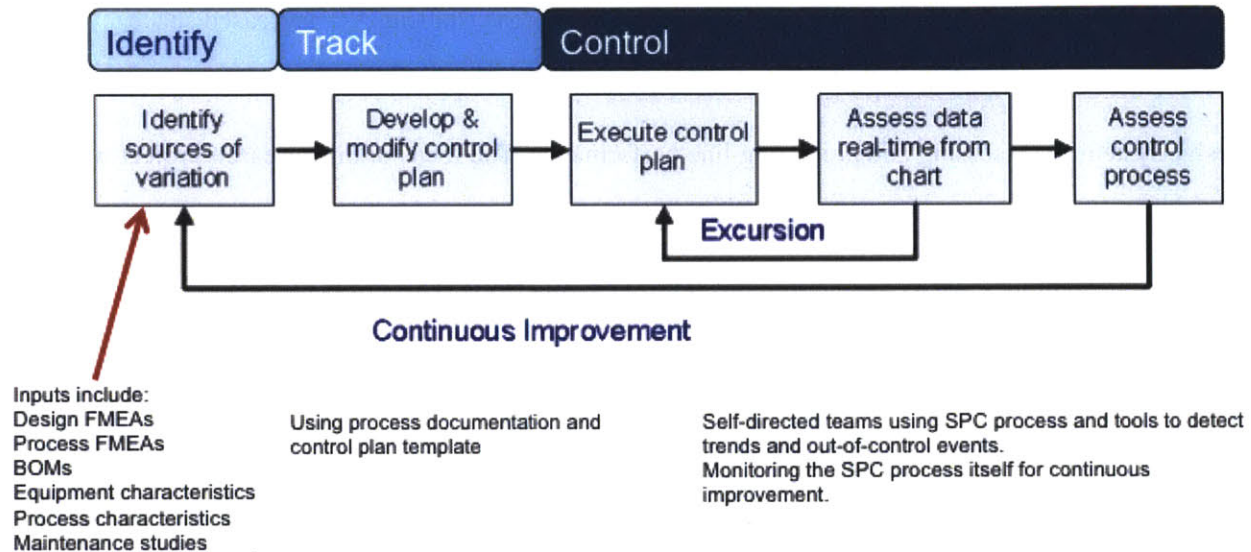 Identify
Track
Control
Identify
sources of
variation
Develop &
modify control
plan
Execute control
plan
Assess data
real-time from
chart
Assess
control
process
Excursion
Continuous Improvement
Inputs include:
Design FMEAs
Process FMEAs
BOMs
Equipment characteristics
Process characteristics
Maintenance studies
Using process documentation and
control plan template
Self-directed teams using SPC process and tools to detect
trends and out-of-control events.
Monitoring the SPC process itself for continuous
improvement.